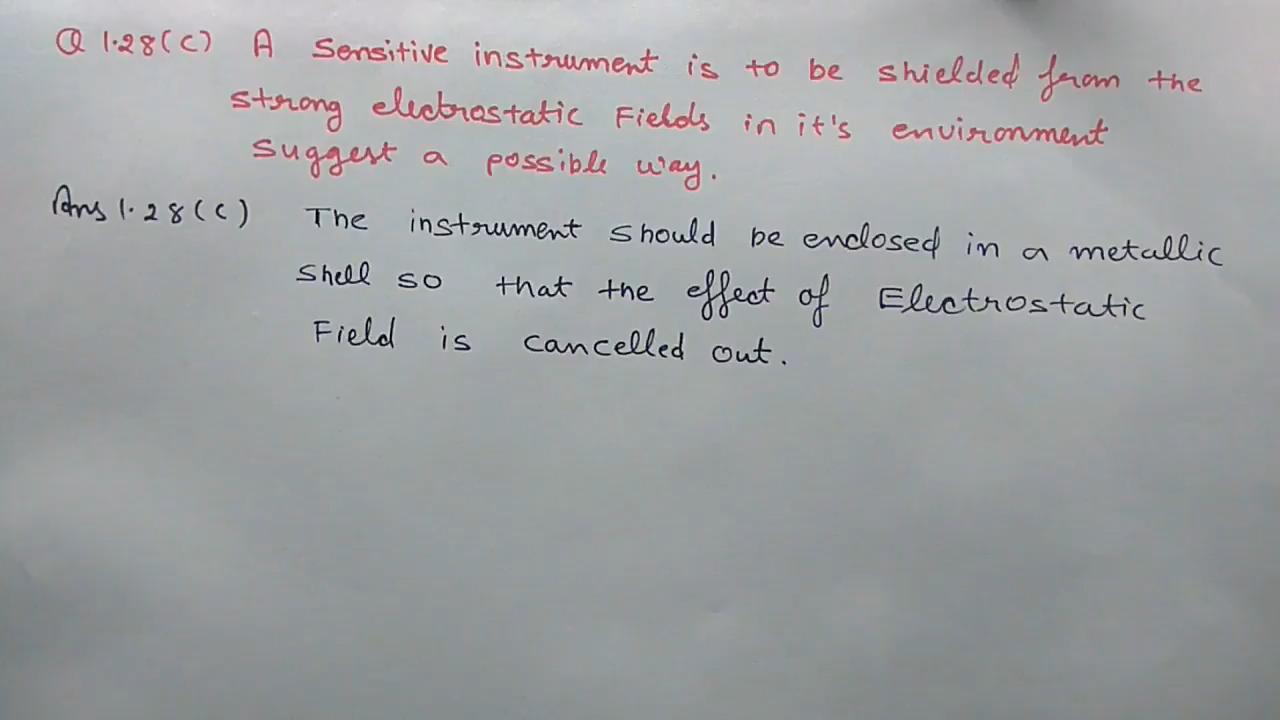 Q 1.28(C) A Sensitive instrument is to be shielded from the
strong electrostatic Fields in it's environment
suggest a possible way.
Ans 1.28(C) The instrument should be enclosed in a metallic
Shell so that the effect of Electrostatic
Field is cancelled out.